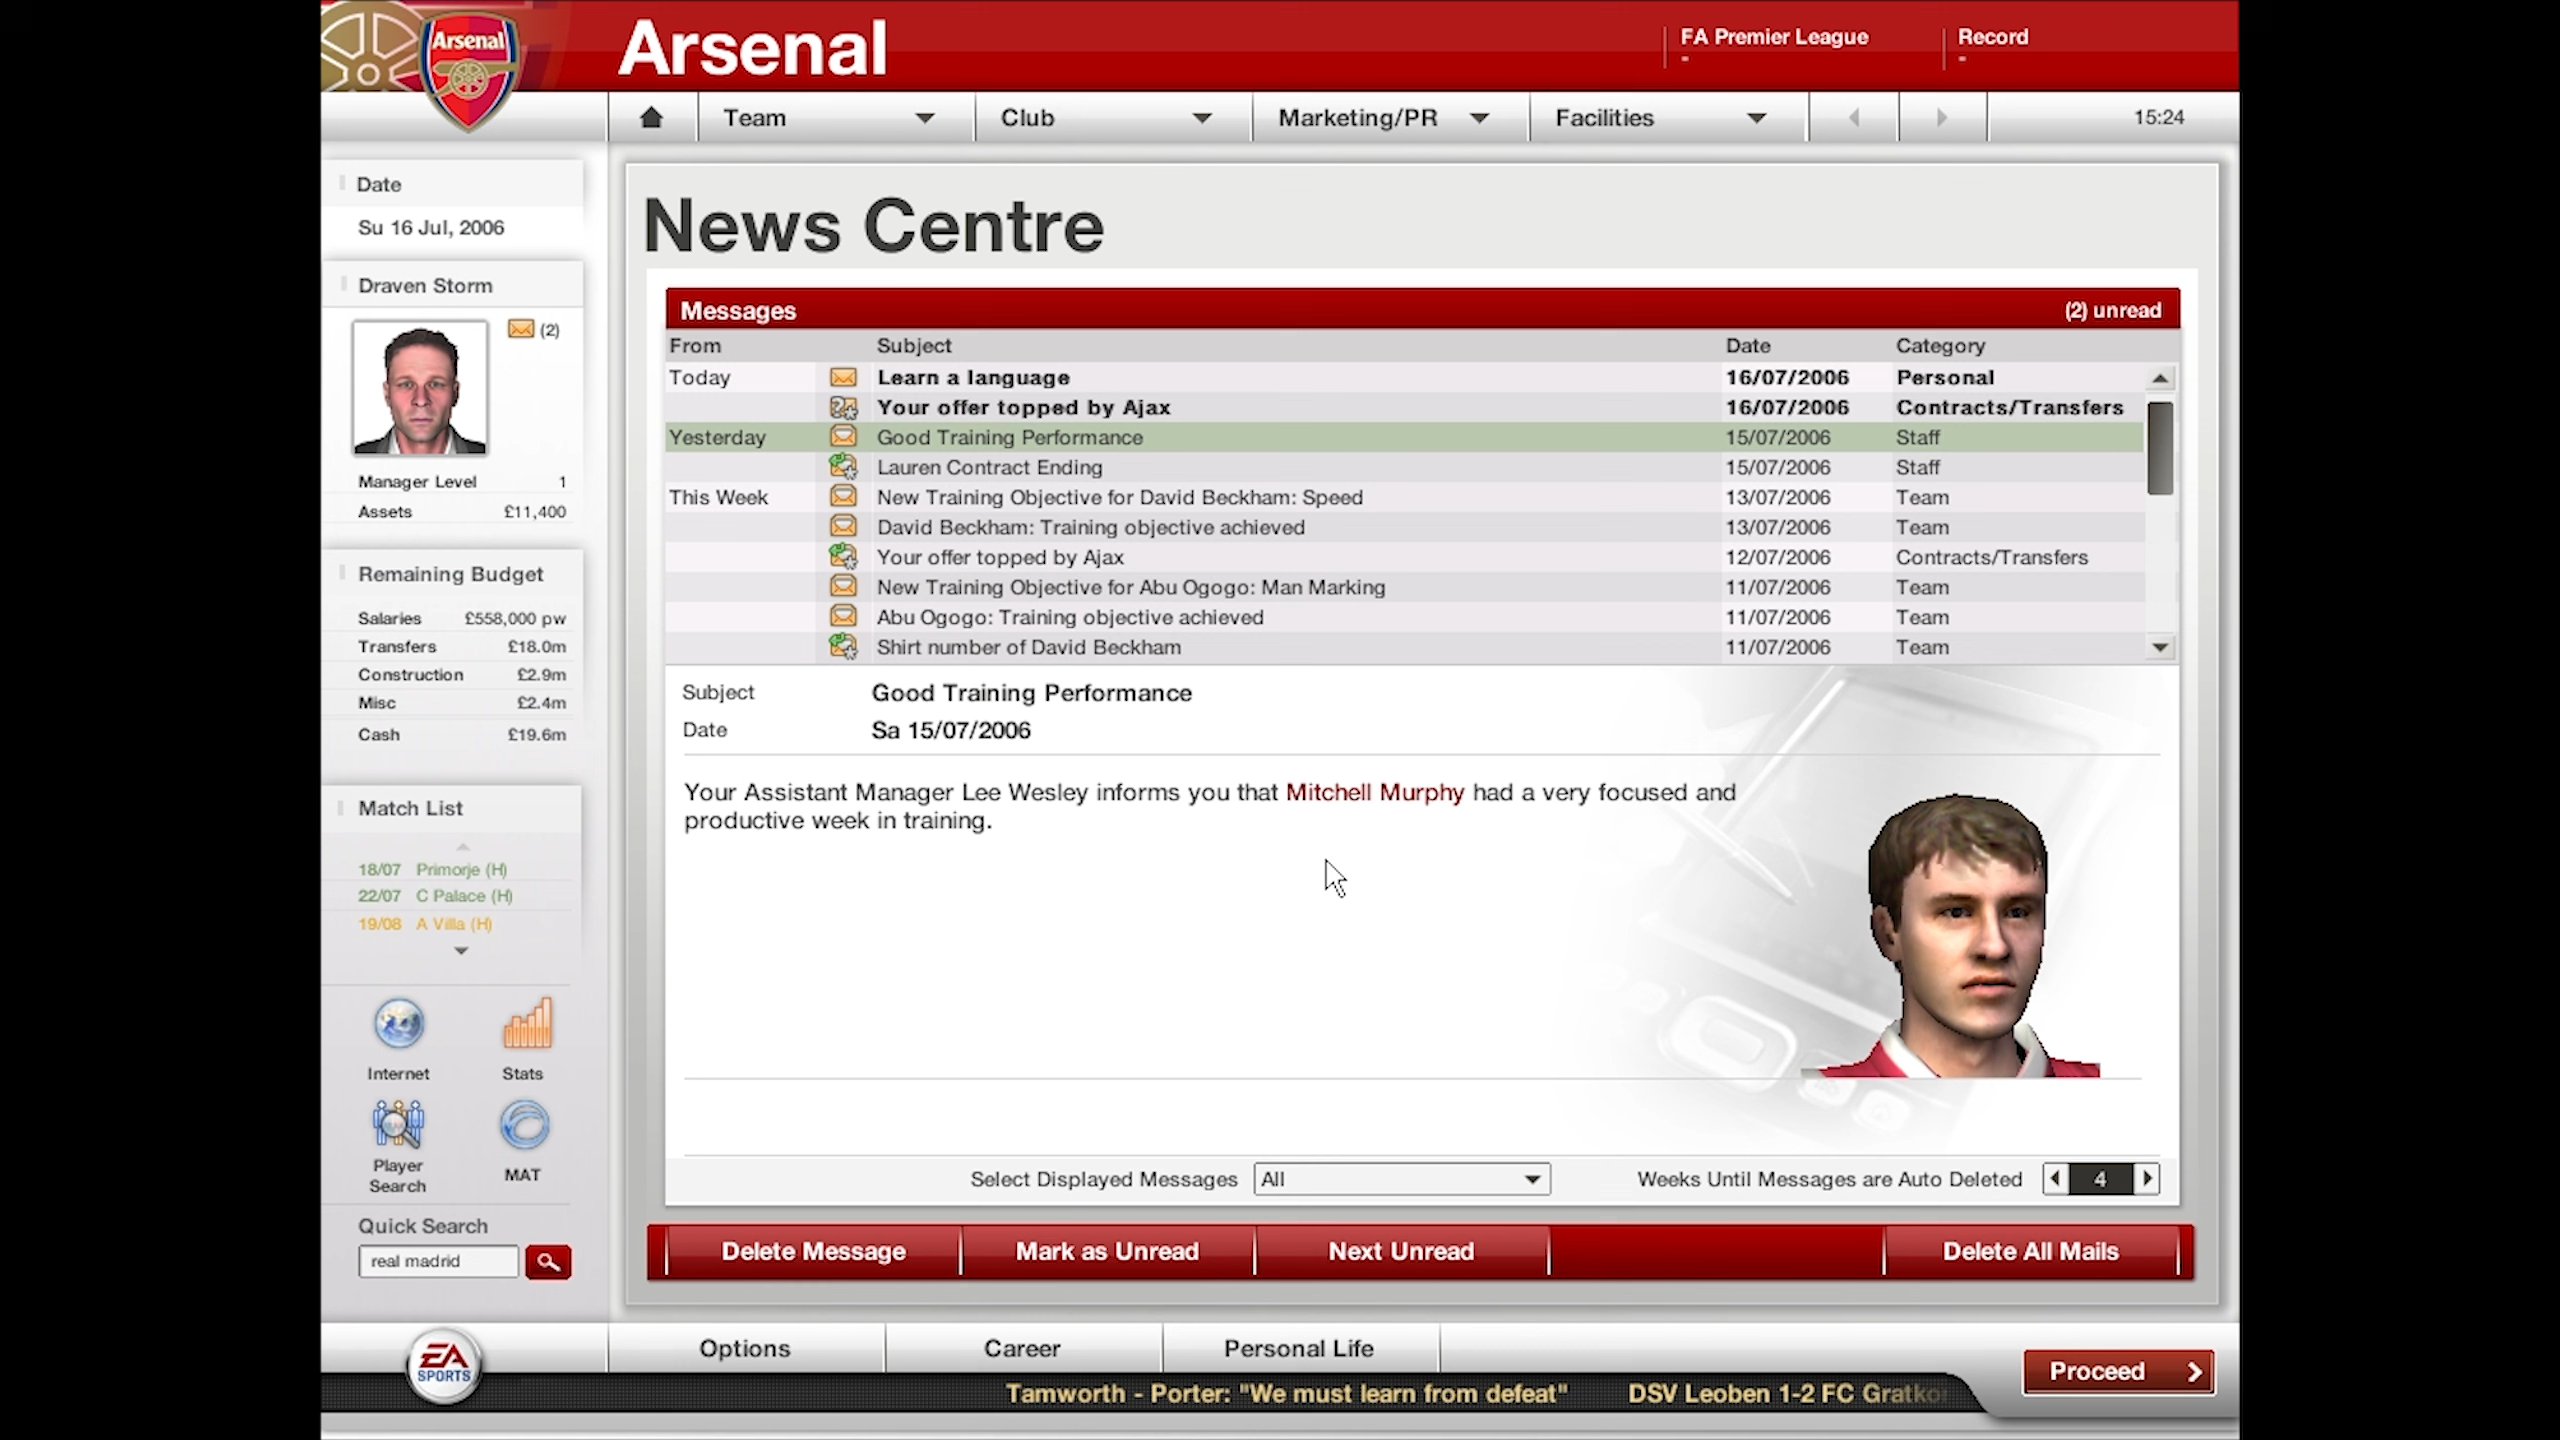 Arsenal
Arsenal
FA Premier League
-
Record
-
Team
Club
Marketing/PR
Facilities
15:24
Date
Su 16 Jul, 2006
Draven Storm
(2)
Manager Level 1
Assets £11,400
Remaining Budget
Salaries £558,000 pw
Transfers £18.0m
Construction £2.9m
Misc £2.4m
Cash £19.6m
Match List
18/07 Primorje (H)
22/07 C Palace (H)
19/08 A Villa (H)
Internet
Stats
Player Search
MAT
Quick Search
real madrid
News Centre
Messages (2) unread
From Subject Date Category
Today Learn a language 16/07/2006 Personal
Your offer topped by Ajax 16/07/2006 Contracts/Transfers
Yesterday Good Training Performance 15/07/2006 Staff
Lauren Contract Ending 15/07/2006 Staff
This Week New Training Objective for David Beckham: Speed 13/07/2006 Team
David Beckham: Training objective achieved 13/07/2006 Team
Your offer topped by Ajax 12/07/2006 Contracts/Transfers
New Training Objective for Abu Ogogo: Man Marking 11/07/2006 Team
Abu Ogogo: Training objective achieved 11/07/2006 Team
Shirt number of David Beckham 11/07/2006 Team
Subject Good Training Performance
Date Sa 15/07/2006
Your Assistant Manager Lee Wesley informs you that Mitchell Murphy had a very focused and
productive week in training.
Select Displayed Messages All
Weeks Until Messages are Auto Deleted 4
Delete Message
Mark as Unread
Next Unread
Delete All Mails
EA
SPORTS
Options
Career
Personal Life
Proceed
Tamworth - Porter: "We must learn from defeat" DSV Leoben 1-2 FC Gratko